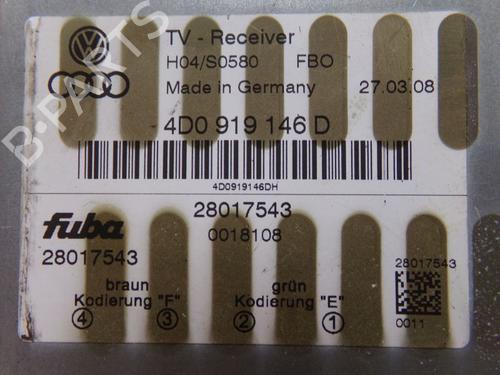 TV - Receiver
H04/S0580 FBO
Made in Germany 27.03.08
4D0 919 146 D
4D0919146DH
fuba 28017543
0018108
28017543
28017543
braun grün
Kodierung "F" Kodierung "E"
4 3 2 1
0011
B-PARTS